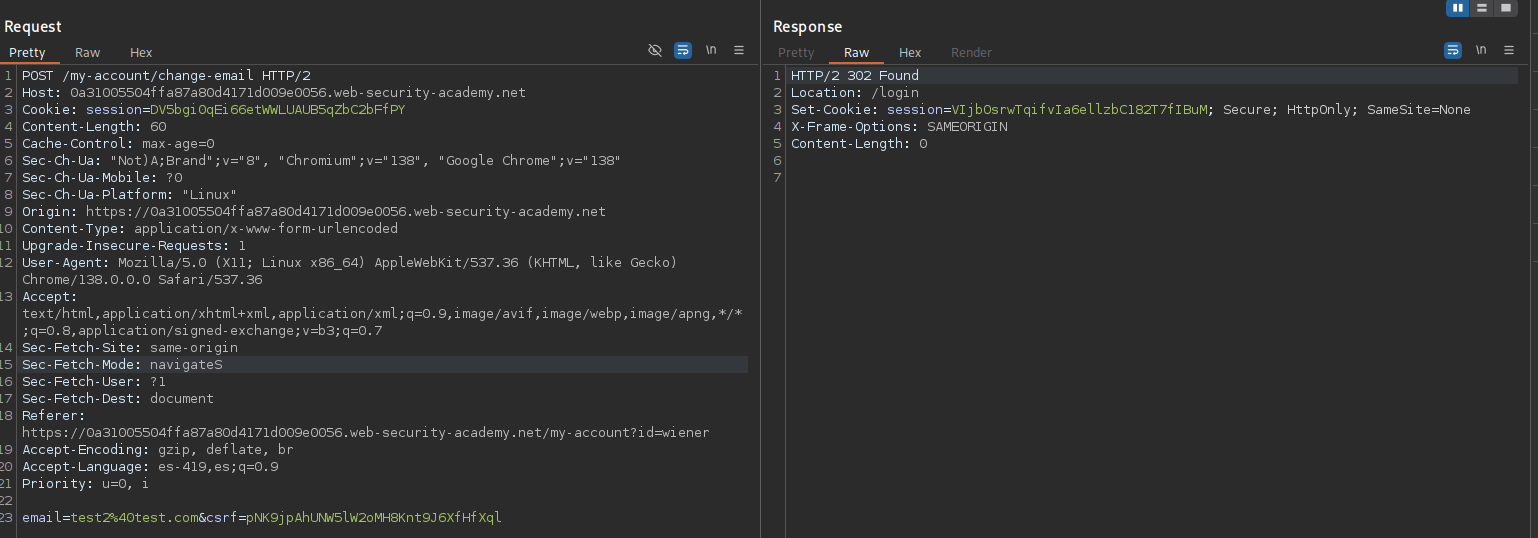 Request
Pretty Raw Hex \n
1 POST /my-account/change-email HTTP/2
2 Host: 0a31005504ffa87a80d4171d009e0056.web-security-academy.net
3 Cookie: session=DV5bgiOqEi66etWWLUAUB5qZbC2bFfPY
4 Content-Length: 60
5 Cache-Control: max-age=0
6 Sec-Ch-Ua: "Not)A;Brand";v="8", "Chromium";v="138", "Google Chrome";v="138"
7 Sec-Ch-Ua-Mobile: ?0
8 Sec-Ch-Ua-Platform: "Linux"
9 Origin: https://0a31005504ffa87a80d4171d009e0056.web-security-academy.net
10 Content-Type: application/x-www-form-urlencoded
11 Upgrade-Insecure-Requests: 1
12 User-Agent: Mozilla/5.0 (X11; Linux x86_64) AppleWebKit/537.36 (KHTML, like Gecko)
Chrome/138.0.0.0 Safari/537.36
13 Accept:
text/html,application/xhtml+xml,application/xml;q=0.9,image/avif,image/webp,image/apng,*/*
;q=0.8,application/signed-exchange;v=b3;q=0.7
14 Sec-Fetch-Site: same-origin
15 Sec-Fetch-Mode: navigateS
16 Sec-Fetch-User: ?1
17 Sec-Fetch-Dest: document
18 Referer:
https://0a31005504ffa87a80d4171d009e0056.web-security-academy.net/my-account?id=wiener
19 Accept-Encoding: gzip, deflate, br
20 Accept-Language: es-419,es;q=0.9
21 Priority: u=0, i
22
23 email=test2%40test.com&csrf=pNK9jpAhUNW5lW2oMH8Knt9J6XfHfXql
Response
Pretty Raw Hex Render \n
1 HTTP/2 302 Found
2 Location: /login
3 Set-Cookie: session=VIjbOsrwTqifvIa6ellzbC182T7fIBuM; Secure; HttpOnly; SameSite=None
4 X-Frame-Options: SAMEORIGIN
5 Content-Length: 0
6
7